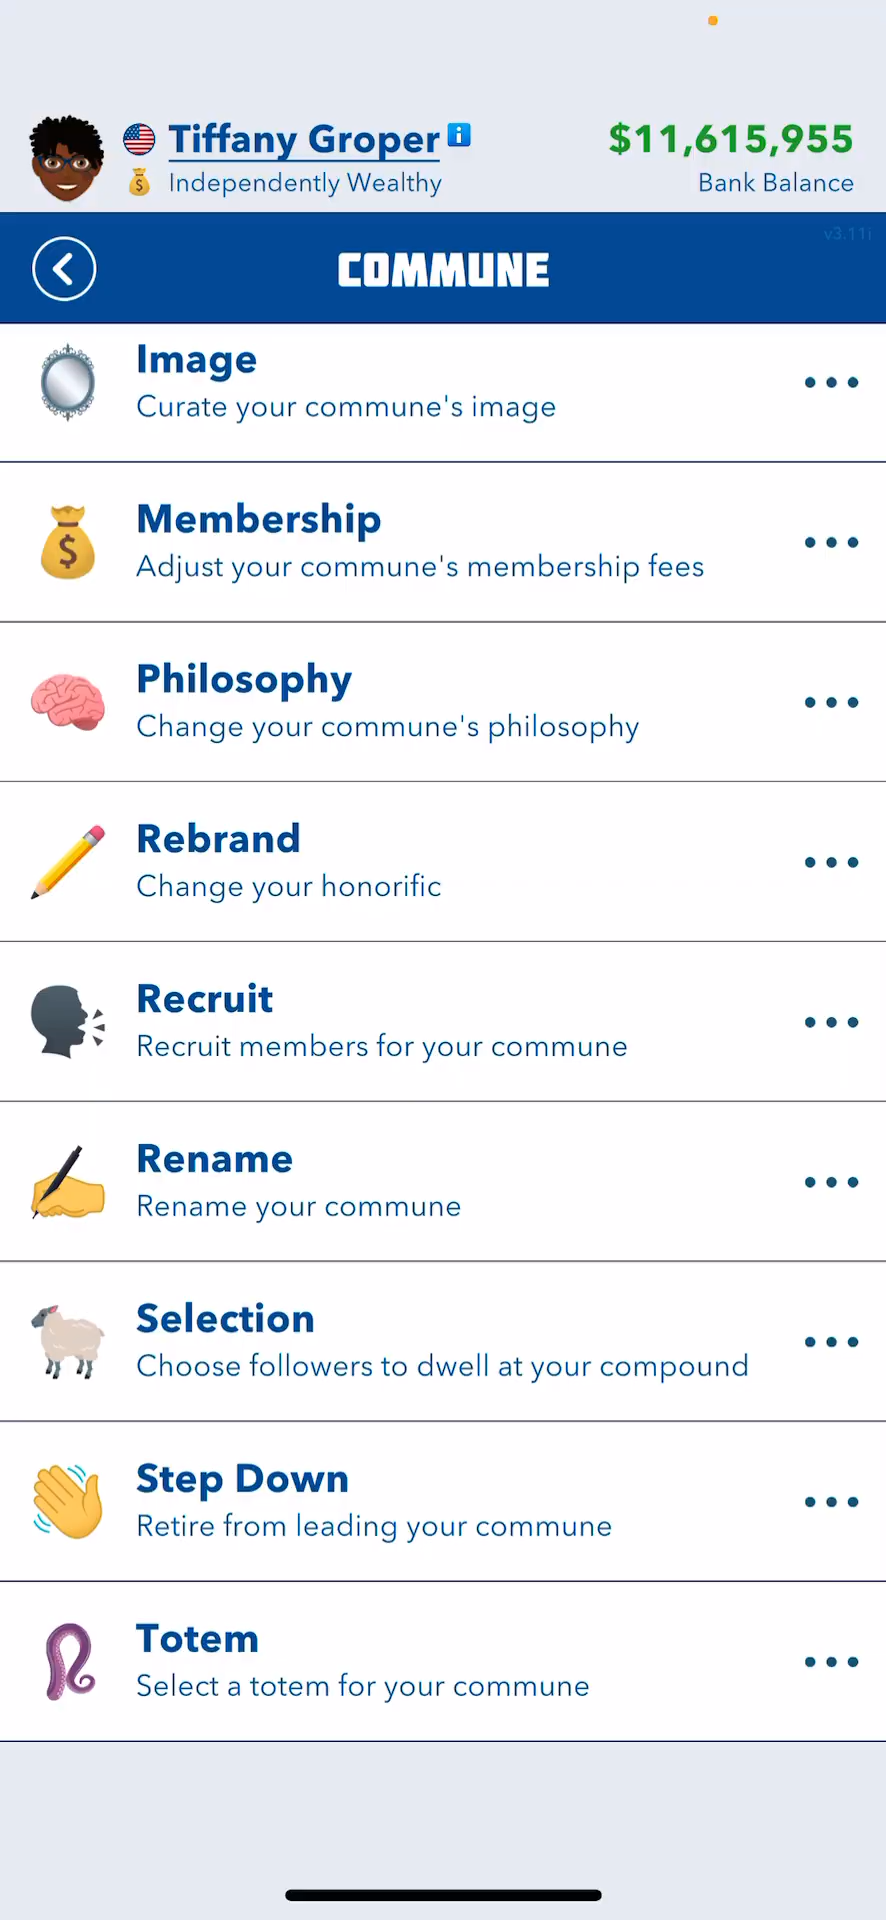 Tiffany Groper
$11,615,955
Independently Wealthy
Bank Balance
v3.11i
COMMUNE
Image
Curate your commune's image
Membership
Adjust your commune's membership fees
Philosophy
Change your commune's philosophy
Rebrand
Change your honorific
Recruit
Recruit members for your commune
Rename
Rename your commune
Selection
Choose followers to dwell at your compound
Step Down
Retire from leading your commune
Totem
Select a totem for your commune